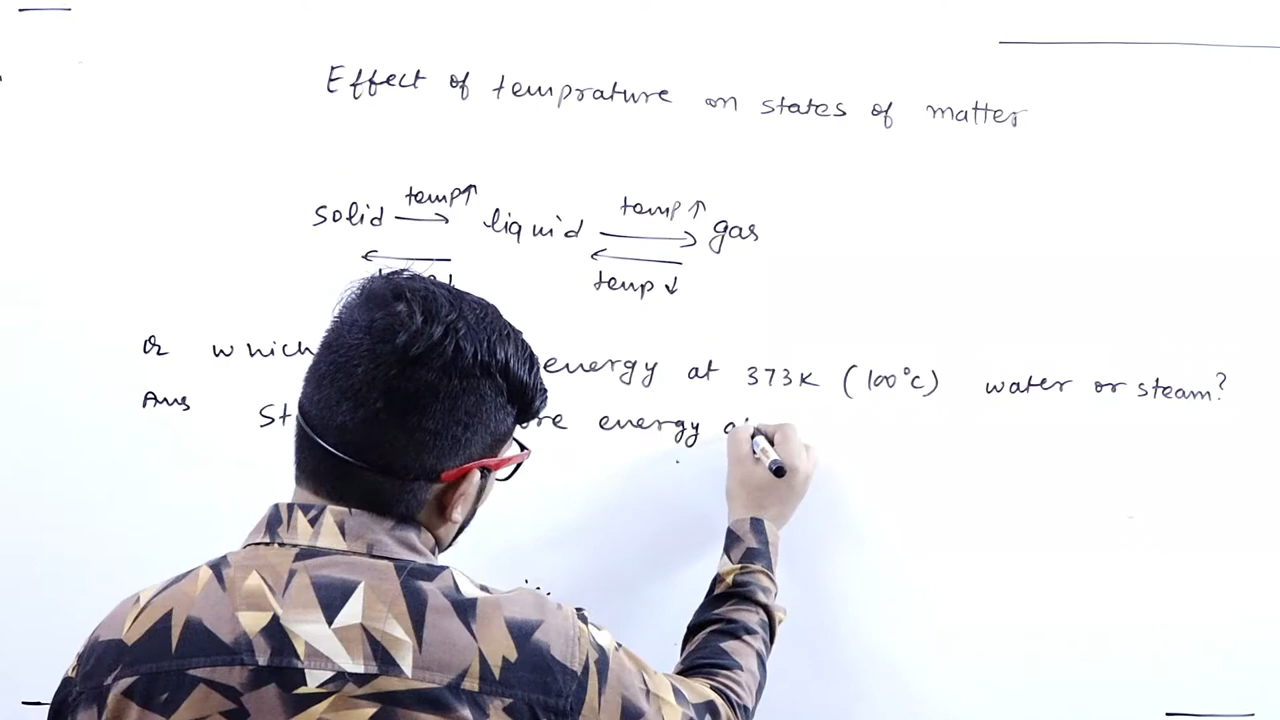 Effect of temprature on states of matter
temp↑ temp↑
solid → liquid → gas
← ←
temp↓
Q which energy at 373K (100°C) water or steam?
Ans energy